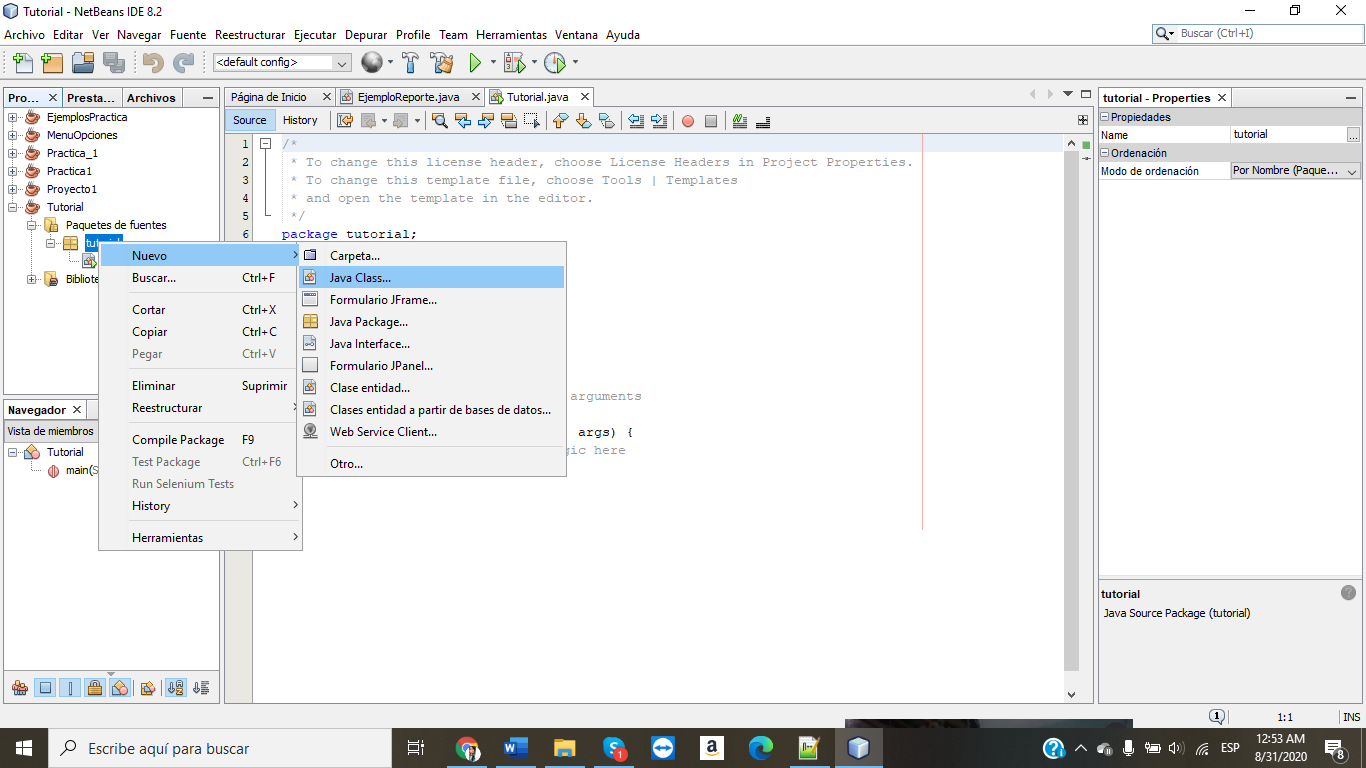 Tutorial - NetBeans IDE 8.2
Archivo Editar Ver Navegar Fuente Reestructurar Ejecutar Depurar Profile Team Herramientas Ventana Ayuda
Buscar (Ctrl+I)
<default config>
Pro... Presta... Archivos
EjemplosPractica
MenuOpciones
Practica_1
Practica1
Proyecto1
Tutorial
Paquetes de fuentes
Página de Inicio EjemploReporte.java Tutorial.java
Source History
1 /*
2 * To change this license header, choose License Headers in Project Properties.
3 * To change this template file, choose Tools | Templates
4 * and open the template in the editor.
5 */
6 package tutorial;
arguments
args) {
here
Nuevo
Buscar... Ctrl+F
Cortar Ctrl+X
Copiar Ctrl+C
Pegar Ctrl+V
Eliminar Suprimir
Reestructurar
Compile Package F9
Test Package Ctrl+F6
Run Selenium Tests
History
Herramientas
Carpeta...
Java Class...
Formulario JFrame...
Java Package...
Java Interface...
Formulario JPanel...
Clase entidad...
Clases entidad a partir de bases de datos...
Web Service Client...
Otro...
Navegador
Vista de miembros
Tutorial
main(S
tutorial - Properties
Propiedades
Name tutorial ...
Ordenación
Modo de ordenación Por Nombre (Paque...
tutorial
Java Source Package (tutorial)
1 1:1 INS
Escribe aquí para buscar
1
ESP
12:53 AM
8/31/2020
8